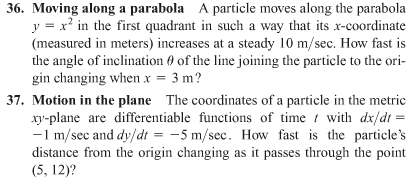 36. Moving along a parabola A particle moves along the parabola
y = x² in the first quadrant in such a way that its x-coordinate
(measured in meters) increases at a steady 10 m/sec. How fast is
the angle of inclination θ of the line joining the particle to the ori-
gin changing when x = 3 m?
37. Motion in the plane The coordinates of a particle in the metric
xy-plane are differentiable functions of time t with dx/dt =
−1 m/sec and dy/dt = −5 m/sec. How fast is the particle's
distance from the origin changing as it passes through the point
(5, 12)?